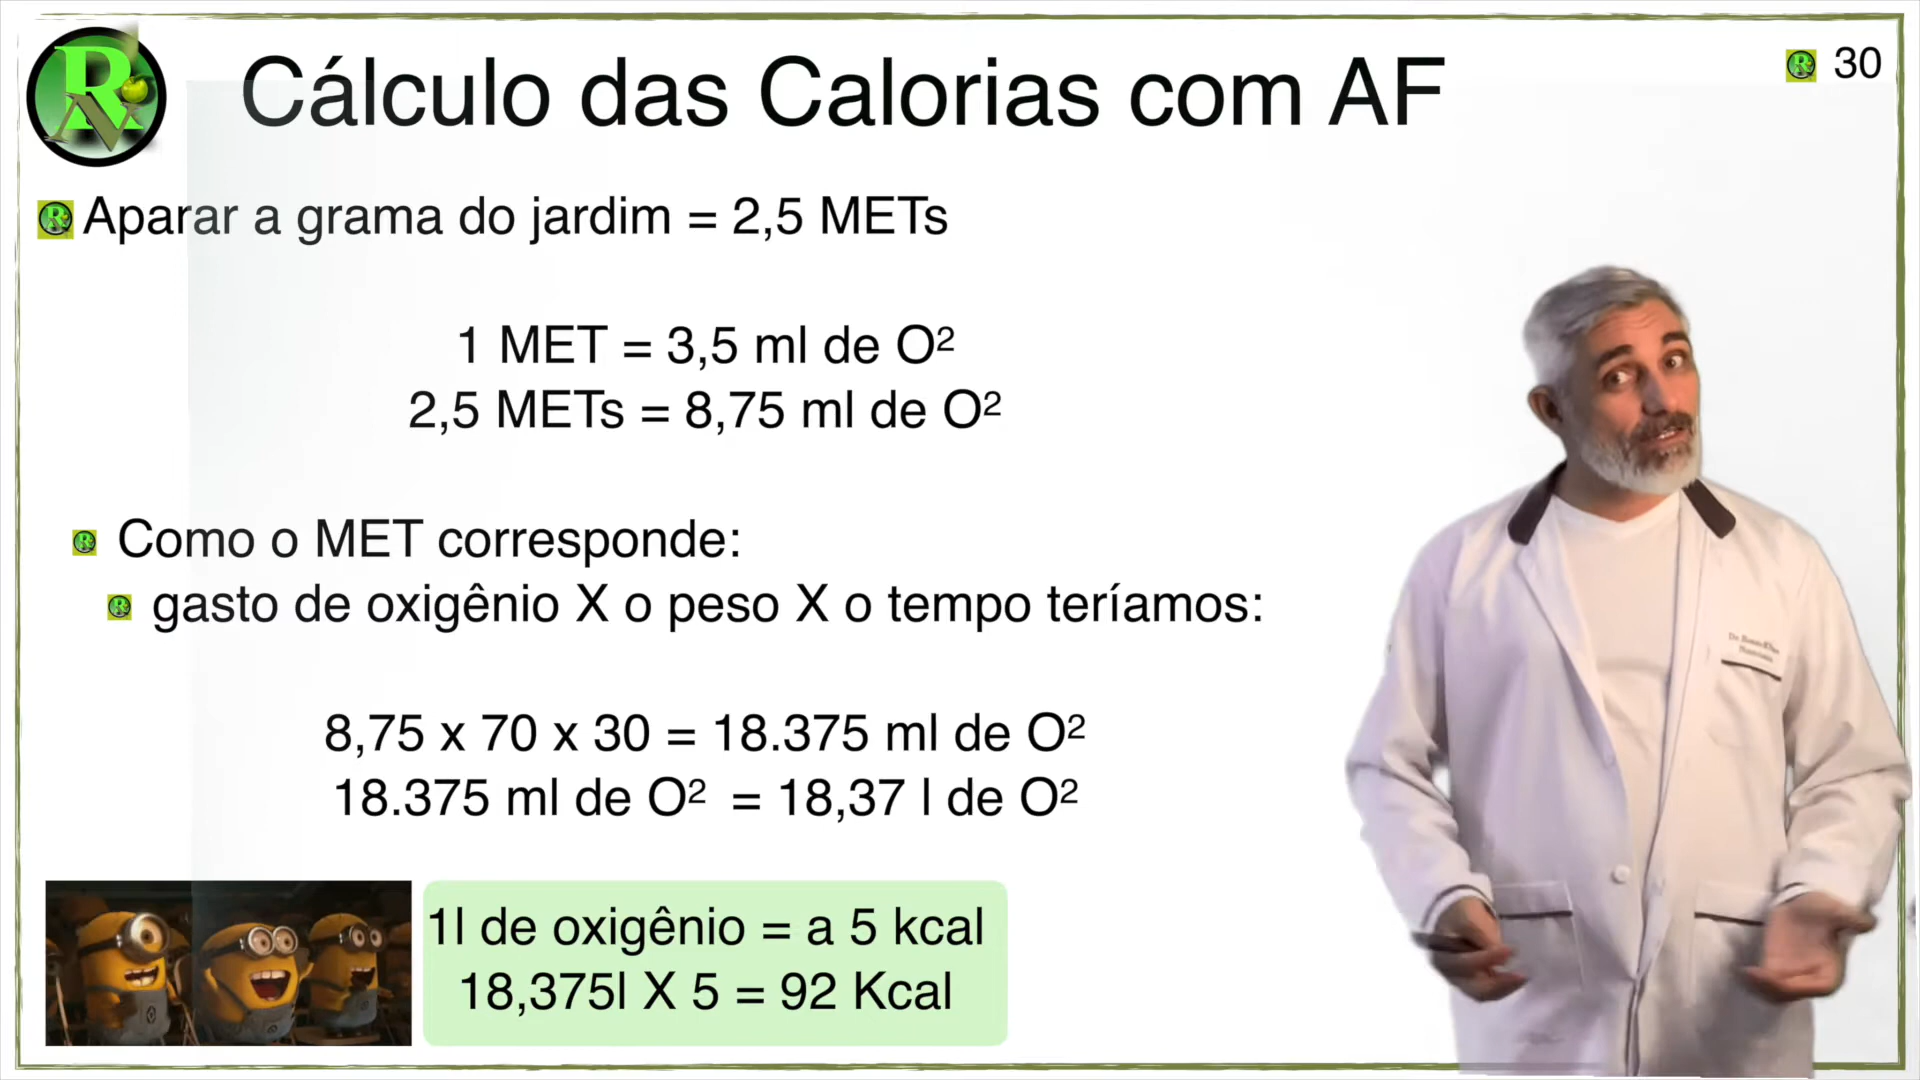 Cálculo das Calorias com AF
30
Aparar a grama do jardim = 2,5 METs
1 MET = 3,5 ml de O²
2,5 METs = 8,75 ml de O²
Como o MET corresponde:
gasto de oxigênio X o peso X o tempo teríamos:
8,75 x 70 x 30 = 18.375 ml de O²
18.375 ml de O² = 18,37 l de O²
1l de oxigênio = a 5 kcal
18,375l X 5 = 92 Kcal